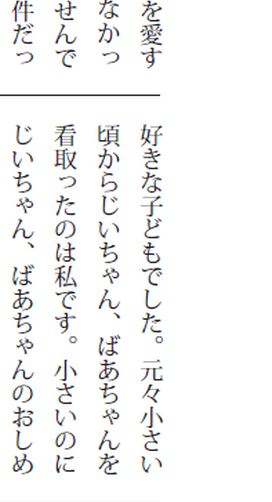 を愛す
なかっ
せんで
件だっ
好きな子どもでした。元々小さい
頃からじいちゃん、ばあちゃんを
看取ったのは私です。小さいのに
じいちゃん、ばあちゃんのおしめ